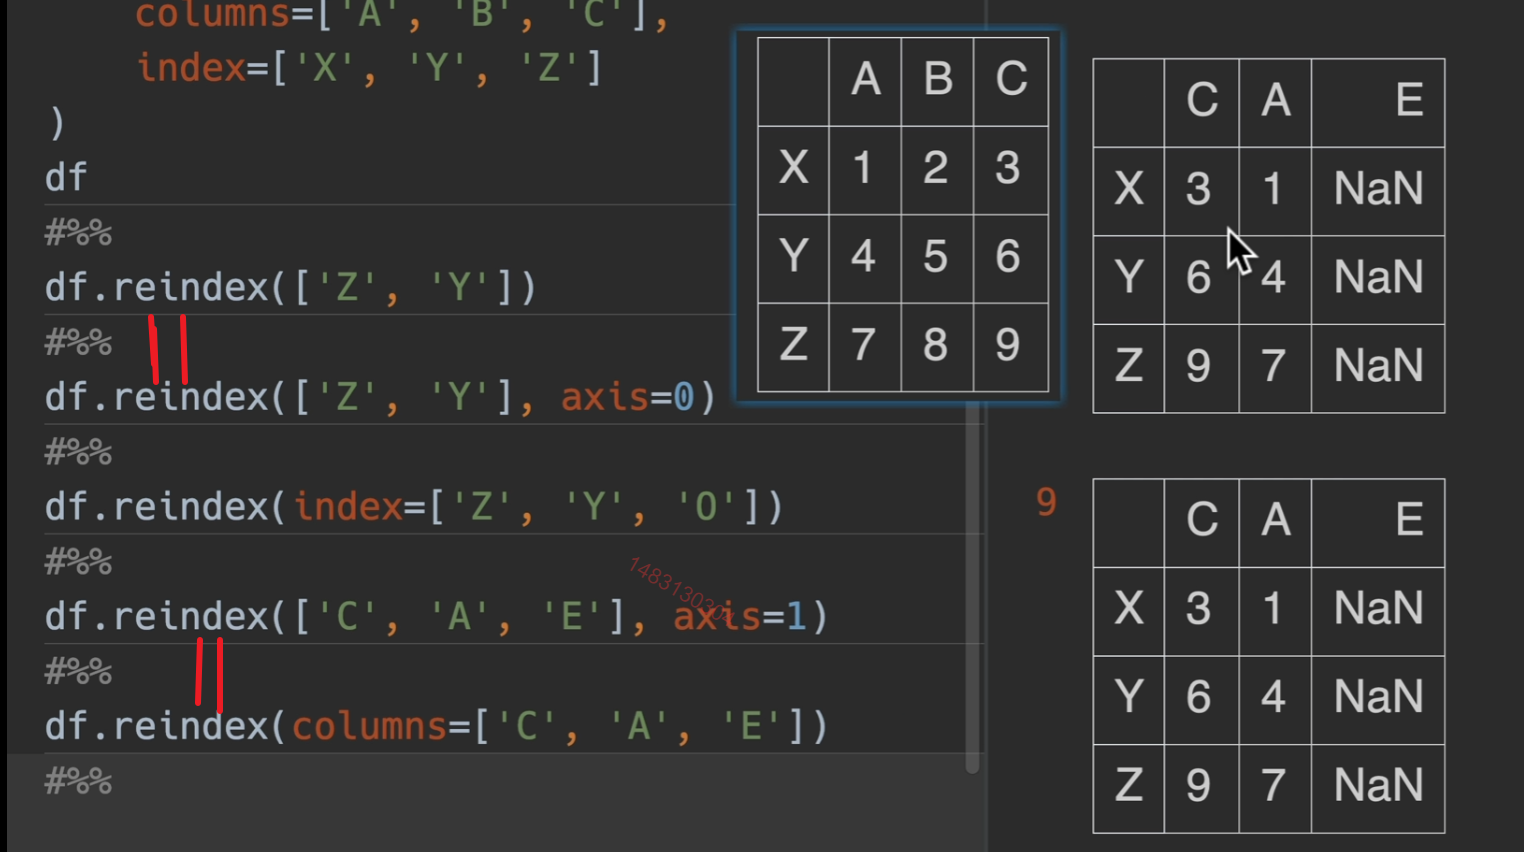 columns=['A', 'B', 'C'],
index=['X', 'Y', 'Z']
)
df
#%%
df.reindex(['Z', 'Y'])
#%%
df.reindex(['Z', 'Y'], axis=0)
#%%
df.reindex(index=['Z', 'Y', 'O'])
#%%
df.reindex(['C', 'A', 'E'], axis=1)
#%%
df.reindex(columns=['C', 'A', 'E'])
#%%
A B C
X 1 2 3
Y 4 5 6
Z 7 8 9
C A E
X 3 1 NaN
Y 6 4 NaN
Z 9 7 NaN
9
C A E
X 3 1 NaN
Y 6 4 NaN
Z 9 7 NaN